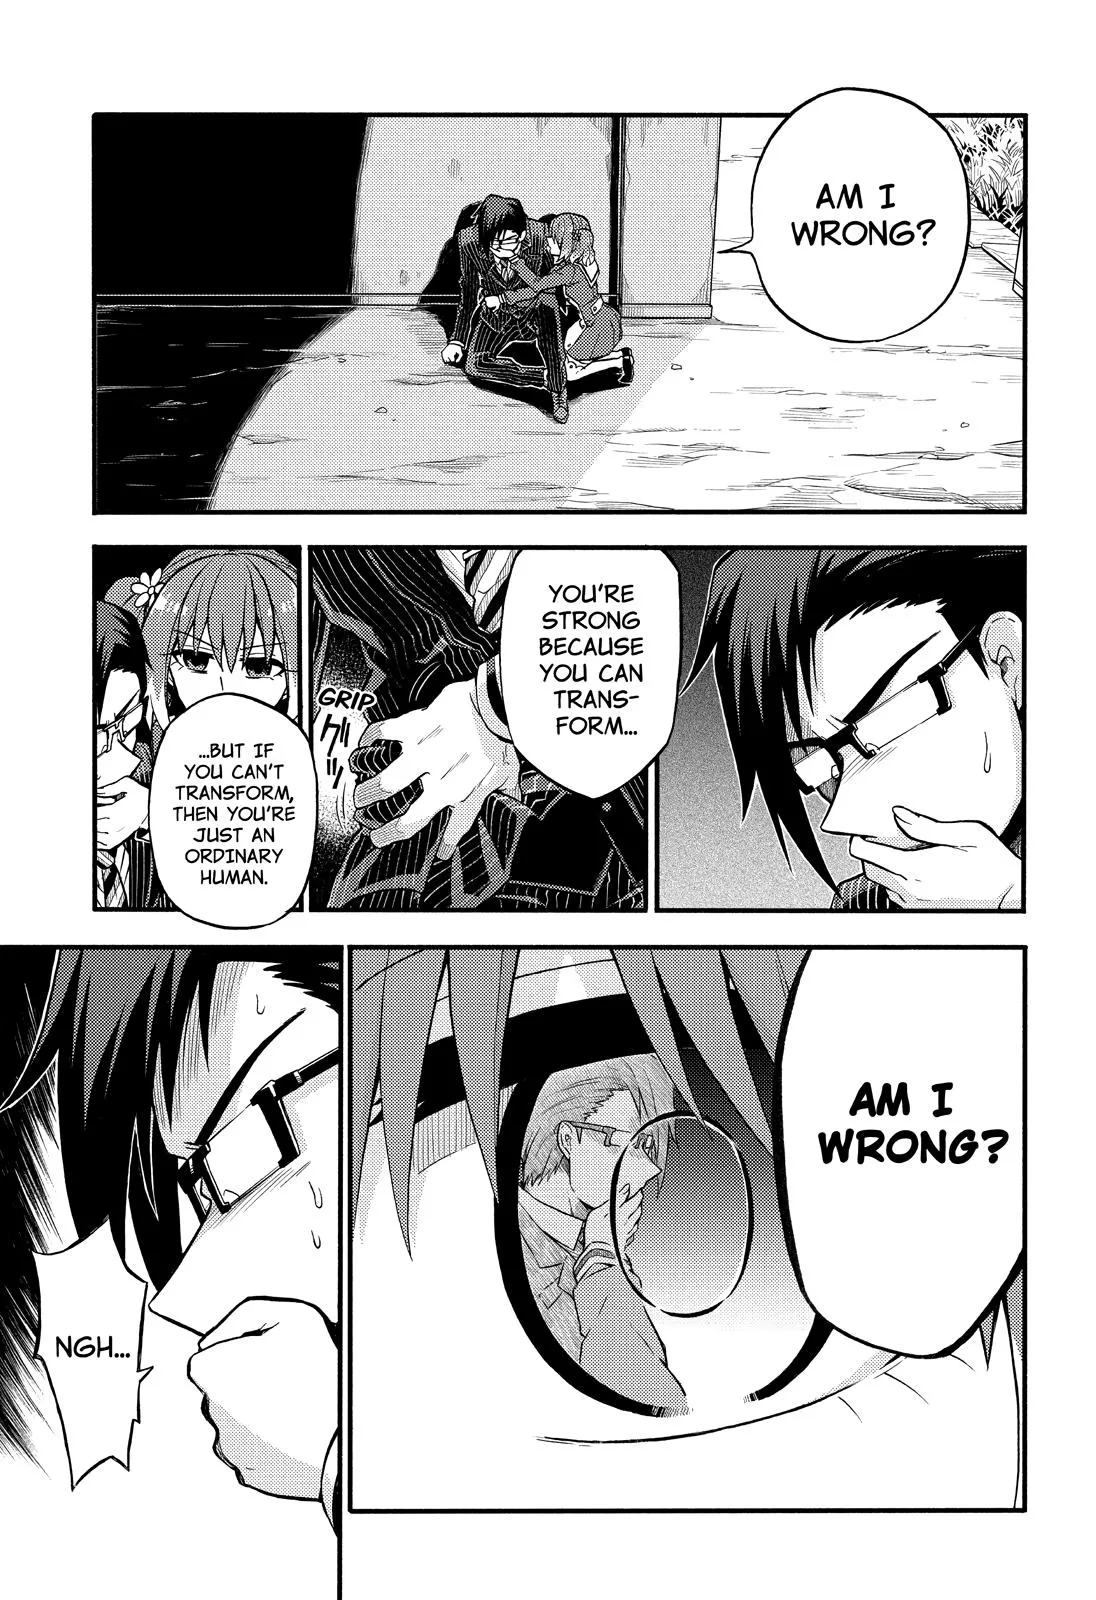 AM I
WRONG?
YOU'RE
STRONG
BECAUSE
YOU CAN
TRANS-
FORM...
GRIP
グッ
...BUT IF
YOU CAN'T
TRANSFORM,
THEN YOU'RE
JUST AN
ORDINARY
HUMAN.
AM I
WRONG?
NGH...